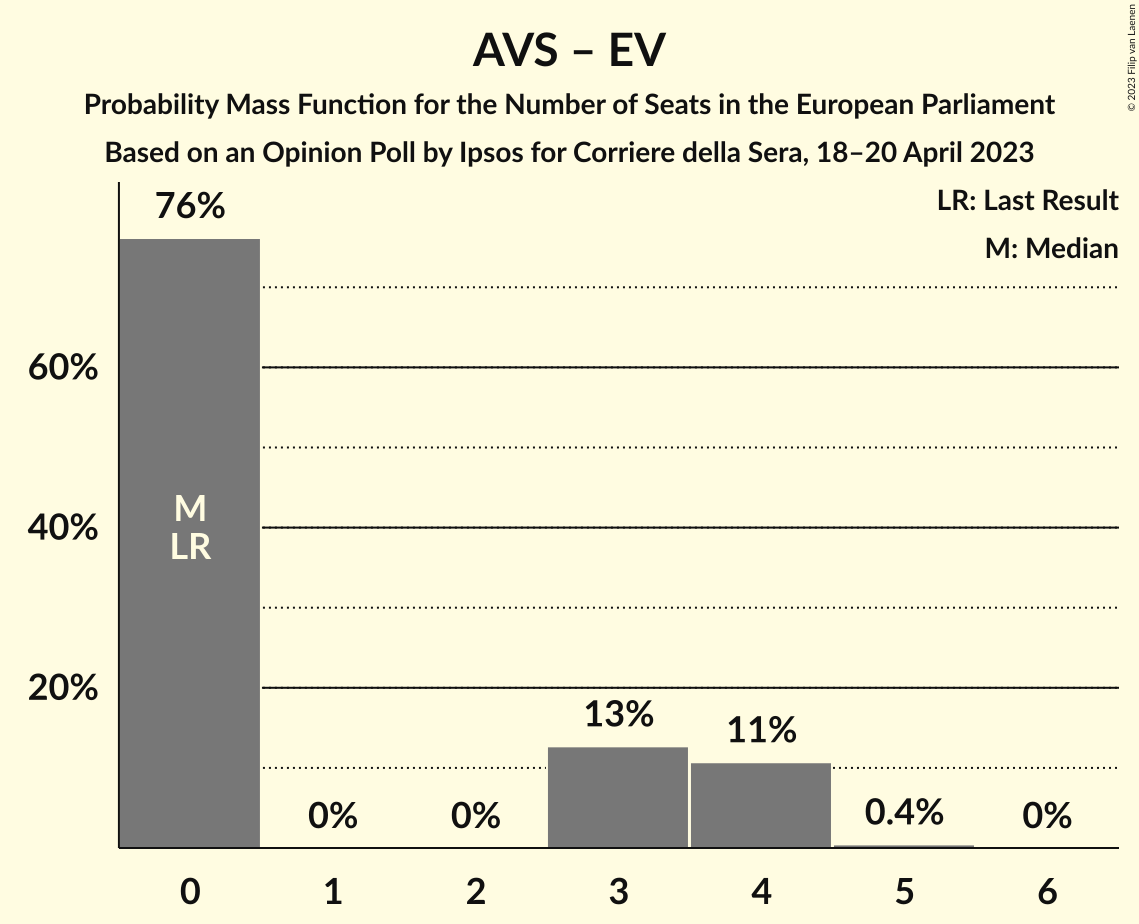 AVS – EV
Probability Mass Function for the Number of Seats in the European Parliament
Based on an Opinion Poll by Ipsos for Corriere della Sera, 18–20 April 2023
© 2023 Filip van Laenen
LR: Last Result
M: Median
76%
60%
40%
20%
M
LR
0%
0%
13%
11%
0.4%
0%
0
1
2
3
4
5
6